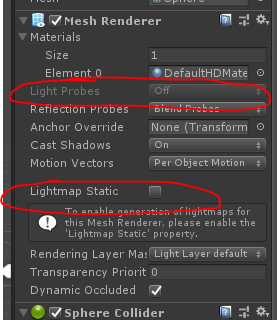 Mesh
Mesh Renderer
Materials
Size 1
Element 0 DefaultHDMate
Light Probes Off
Reflection Probes Blend Probes
Anchor Override None (Transform
Cast Shadows On
Motion Vectors Per Object Motion
Lightmap Static
To enable generation of lightmaps for
this Mesh Renderer, please enable the
'Lightmap Static' property.
Rendering Layer Mas Light Layer default
Transparency Priorit 0
Dynamic Occluded
Sphere Collider